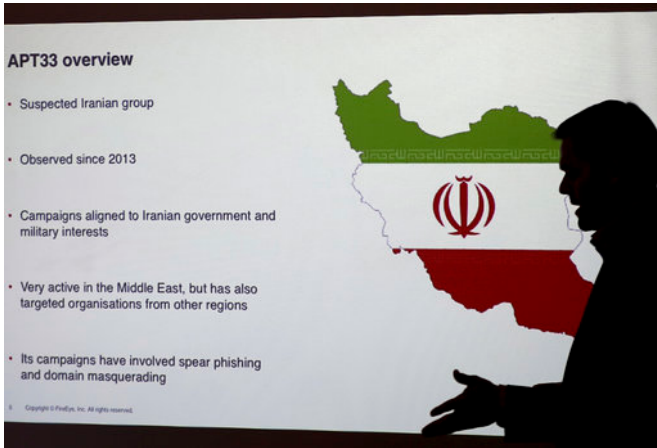 APT33 overview
• Suspected Iranian group
• Observed since 2013
• Campaigns aligned to Iranian government and
military interests
• Very active in the Middle East, but has also
targeted organisations from other regions
• Its campaigns have involved spear phishing
and domain masquerading
Copyright © FireEye, Inc. All rights reserved.